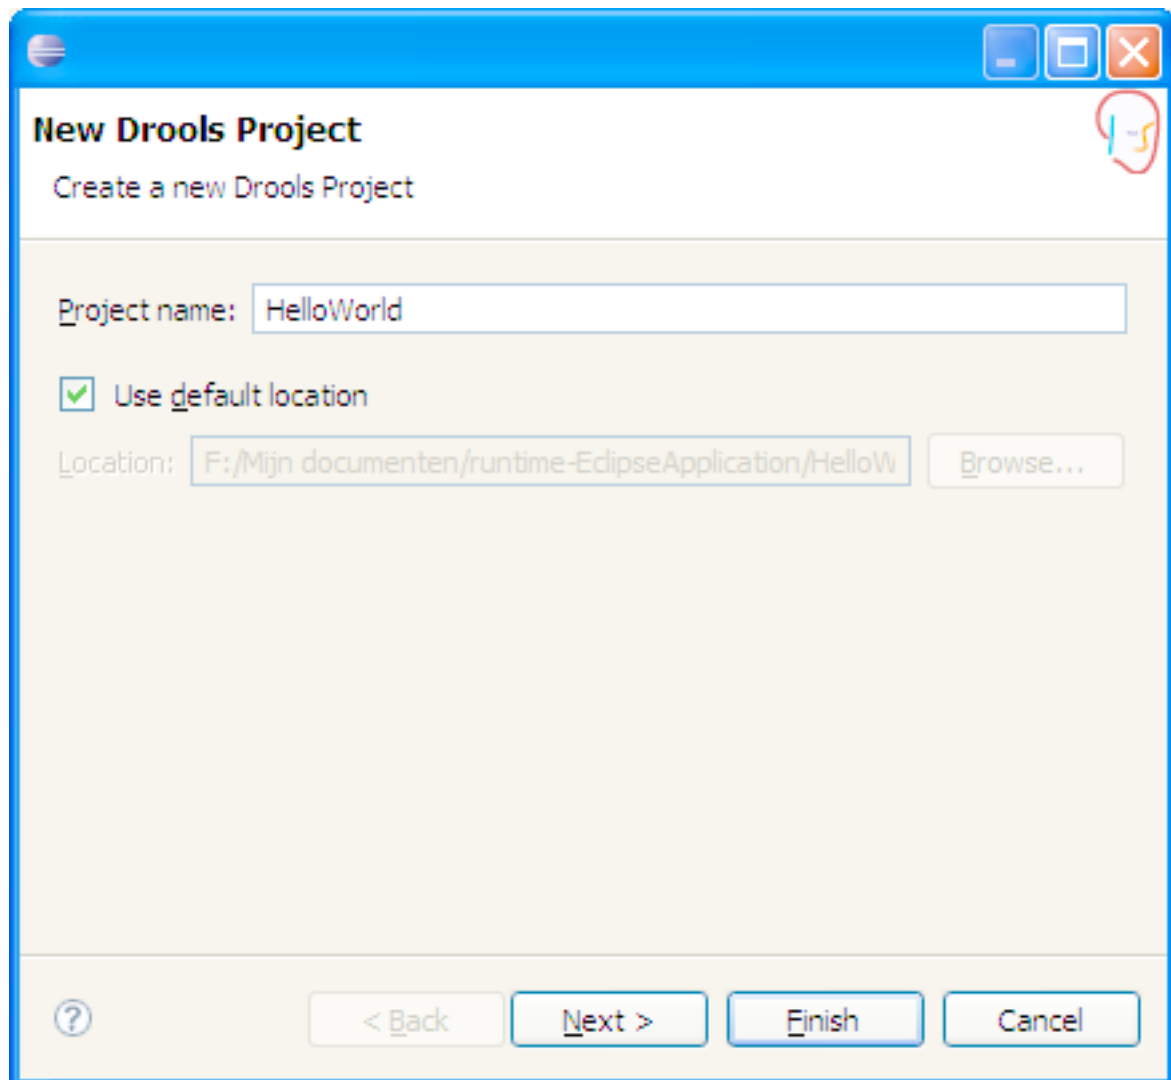 New Drools Project
Create a new Drools Project
Project name: HelloWorld
Use default location
Location: F:/Mijn documenten/runtime-EclipseApplication/HelloW Browse...
? < Back Next > Finish Cancel